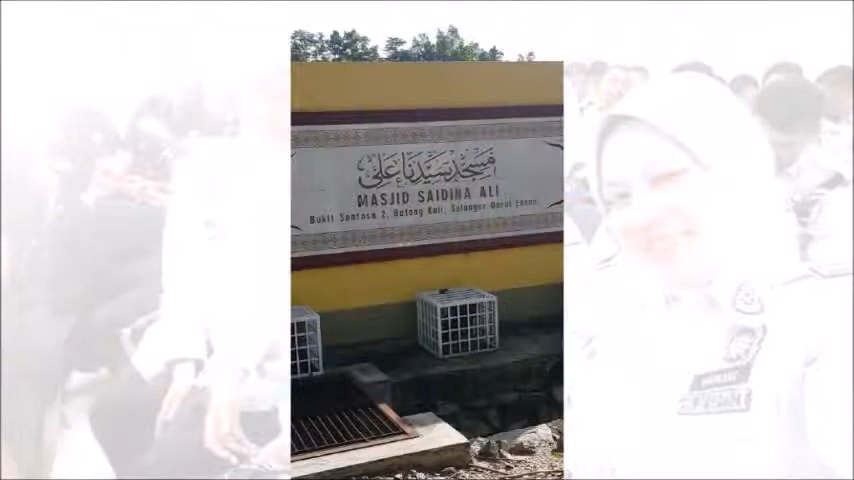 مسجد سيدنا علي
MASJID SAIDINA ALI
Bukit Sentosa 2, Batang Kali, Selangor Darul Ehsan